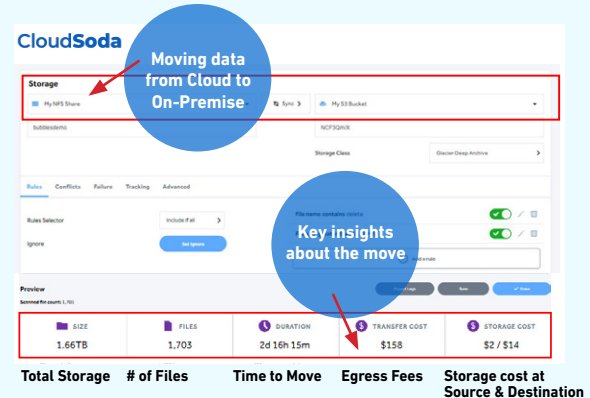 CloudSoda
Moving data
from Cloud to
On-Premise
Storage
My NFS Share
Sync
My S3 Bucket
bubblesdemo
Storage Class
Glacier Deep Archive
Rules Conflicts Failure Tracking Advanced
Rules Selector
Include if all
File name contains: delete
Ignore
Set Ignore
Key insights
about the move
Add a rule
Preview
Scanned file count: 1,703
Save
SIZE
1.66TB
FILES
1,703
DURATION
2d 16h 15m
TRANSFER COST
$158
STORAGE COST
$2 / $14
Total Storage
# of Files
Time to Move
Egress Fees
Storage cost at
Source & Destination